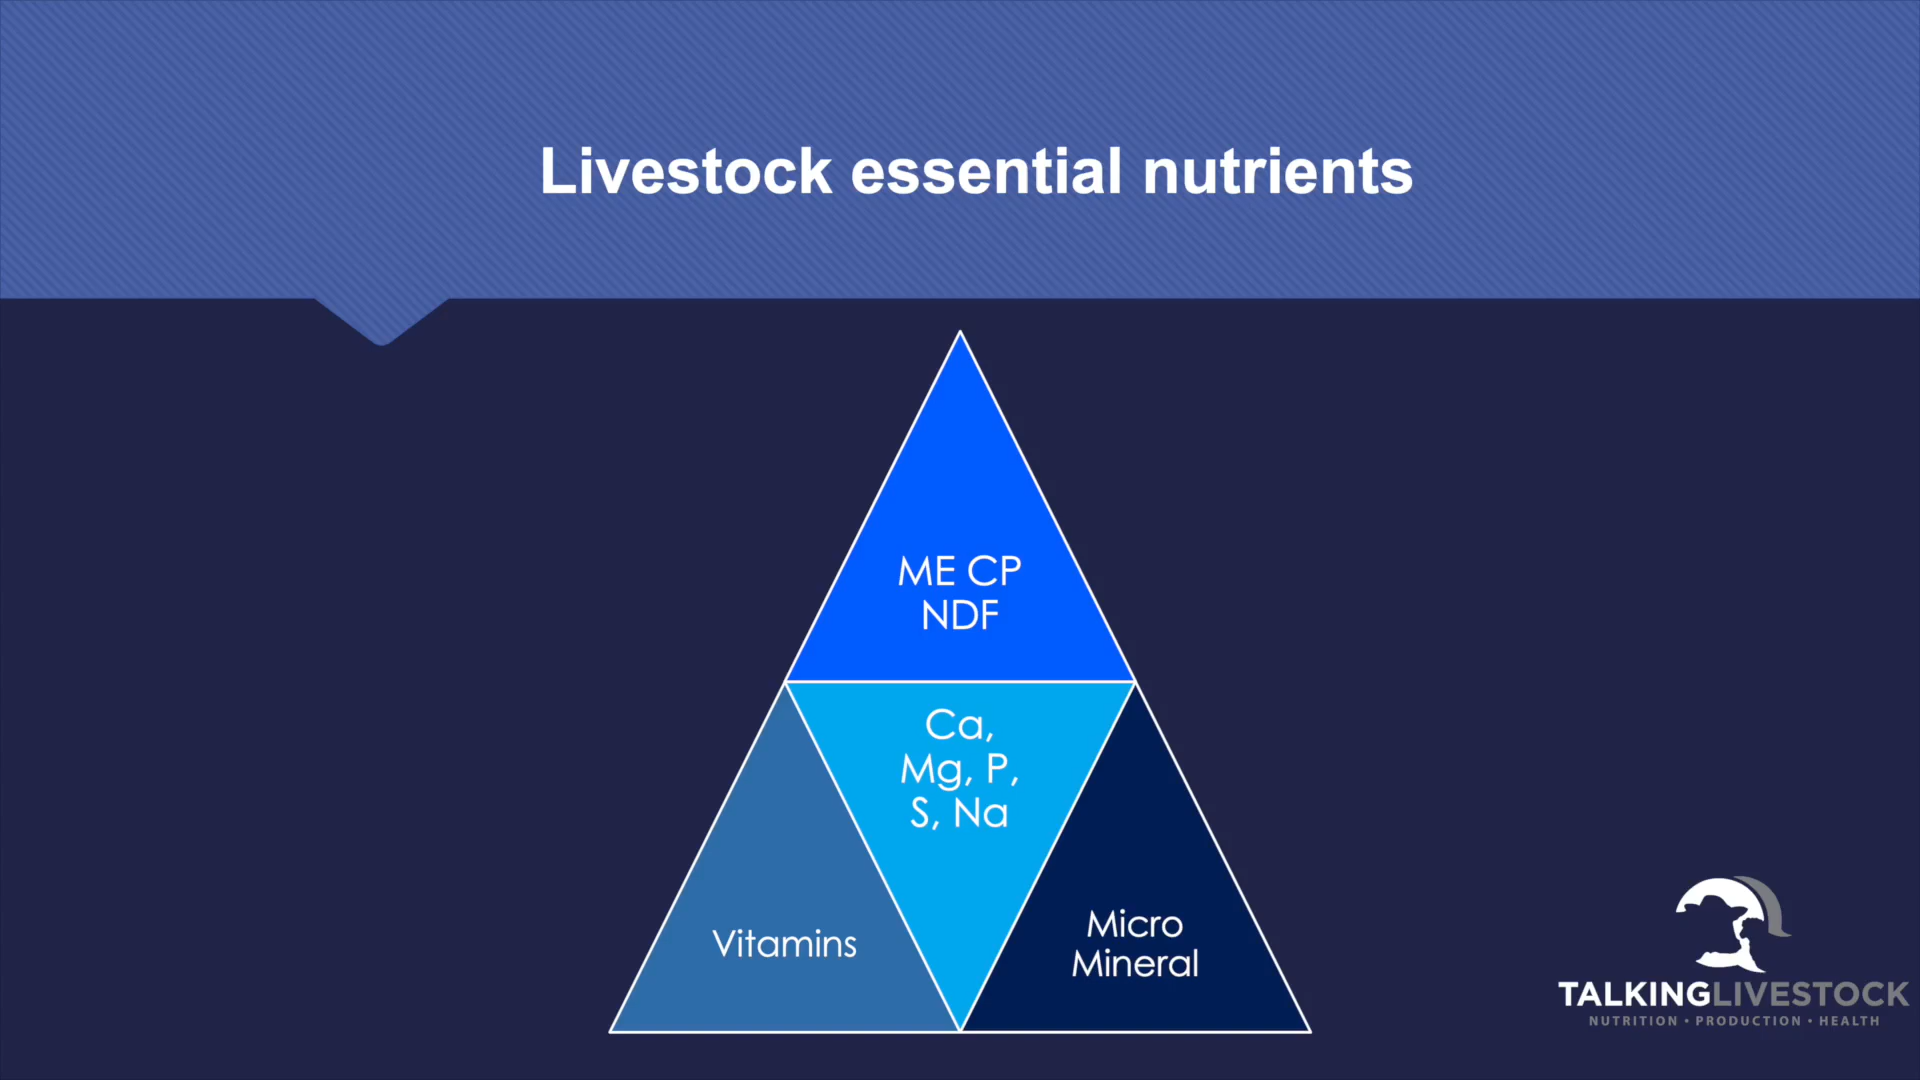 Livestock essential nutrients
ME CP
NDF
Ca,
Mg, P,
S, Na
Vitamins
Micro
Mineral
TALKINGLIVESTOCK
NUTRITION • PRODUCTION • HEALTH